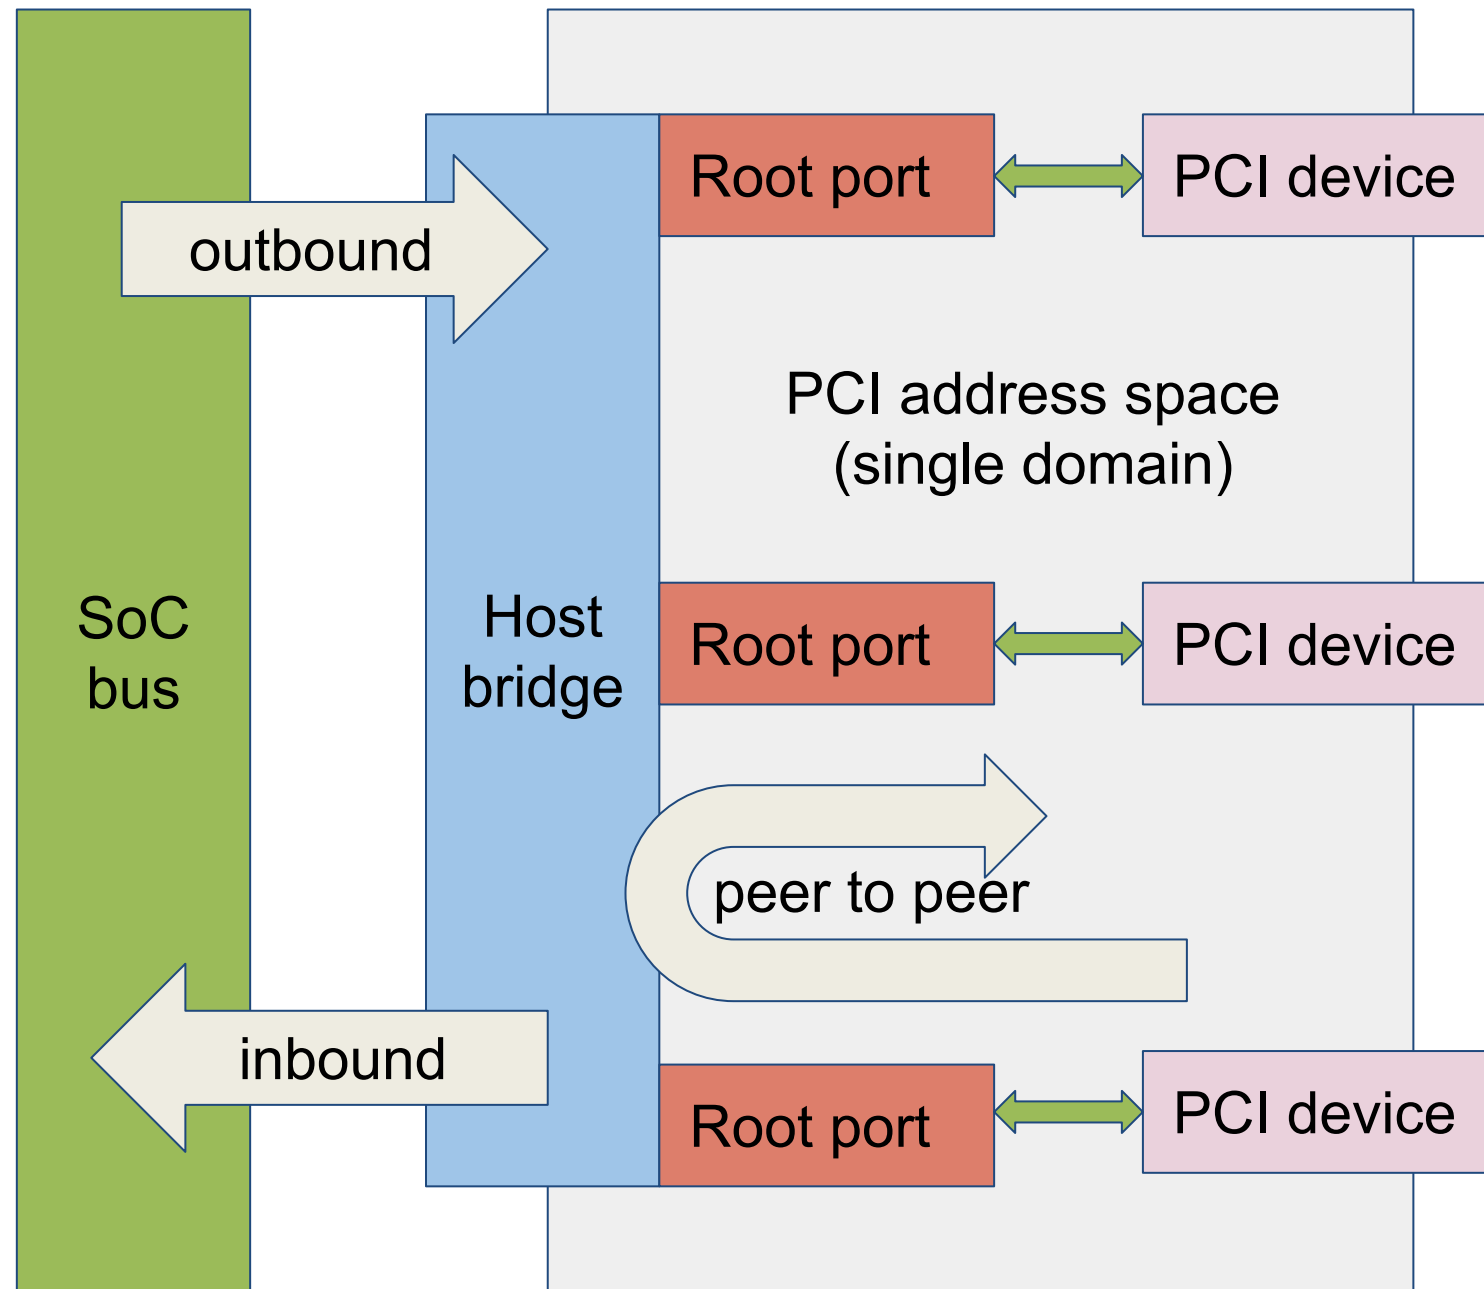 Root port
PCI device
outbound
PCI address space
(single domain)
SoC
bus
Host
bridge
Root port
PCI device
peer to peer
inbound
Root port
PCI device